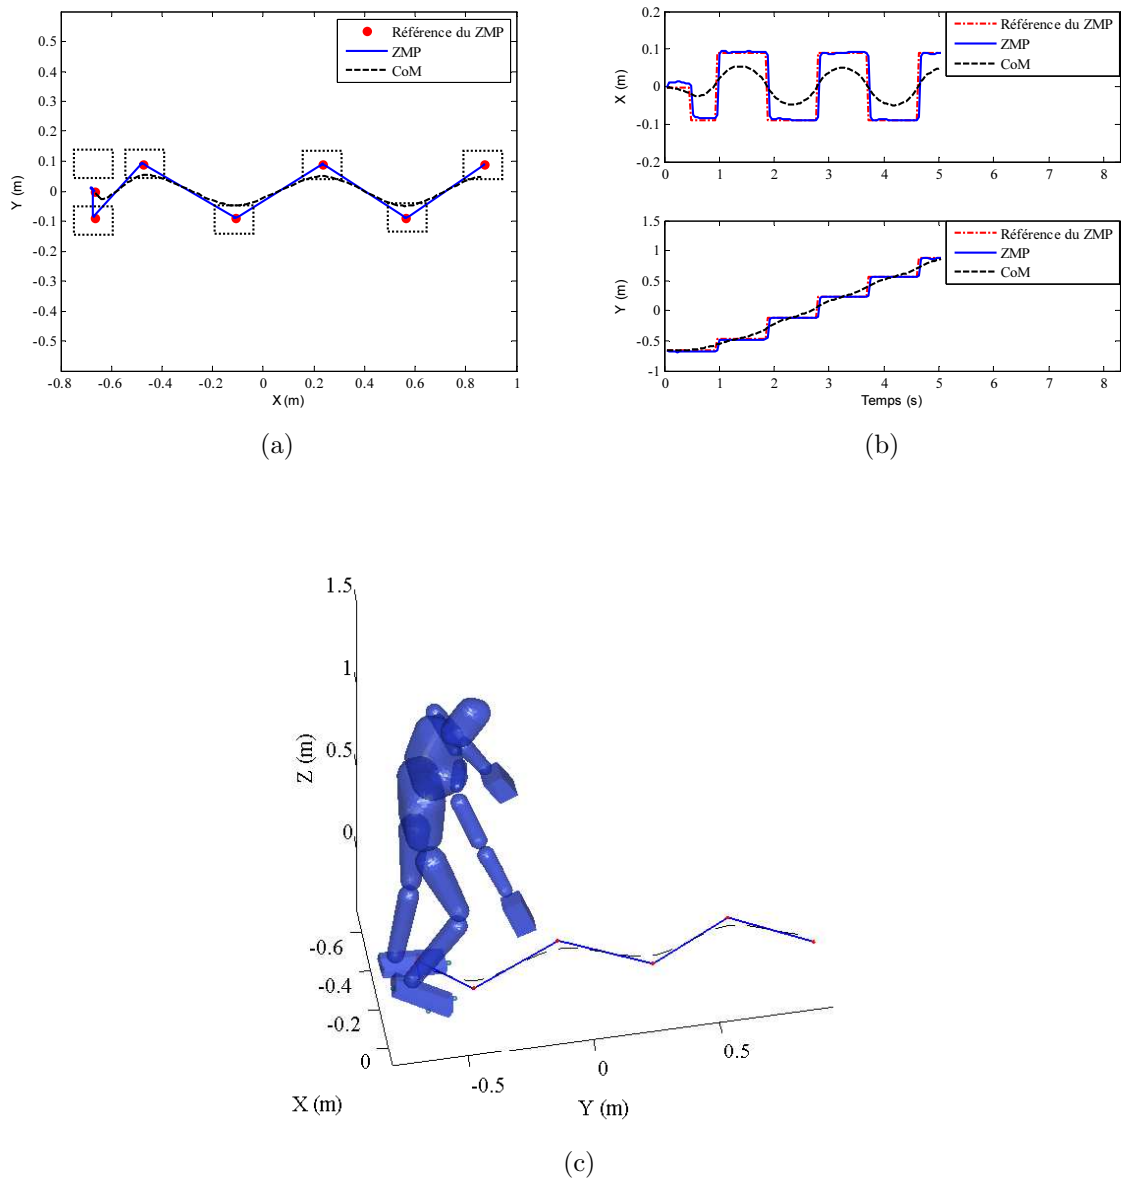 0.5
0.4
0.3
0.2
0.1
0
-0.1
-0.2
-0.3
-0.4
-0.5
Y (m)
-0.8 -0.6 -0.4 -0.2 0 0.2 0.4 0.6 0.8 1
X (m)
Référence du ZMP
ZMP
CoM
(a)
0.2
0.1
0
-0.1
-0.2
X (m)
0 1 2 3 4 5 6 7 8
Référence du ZMP
ZMP
CoM
1.5
1
0.5
0
-0.5
-1
Y (m)
0 1 2 3 4 5 6 7 8
Temps (s)
Référence du ZMP
ZMP
CoM
(b)
1.5
1
0.5
0
Z (m)
-0.6
-0.4
-0.2
0
X (m)
-0.5
0
0.5
Y (m)
(c)